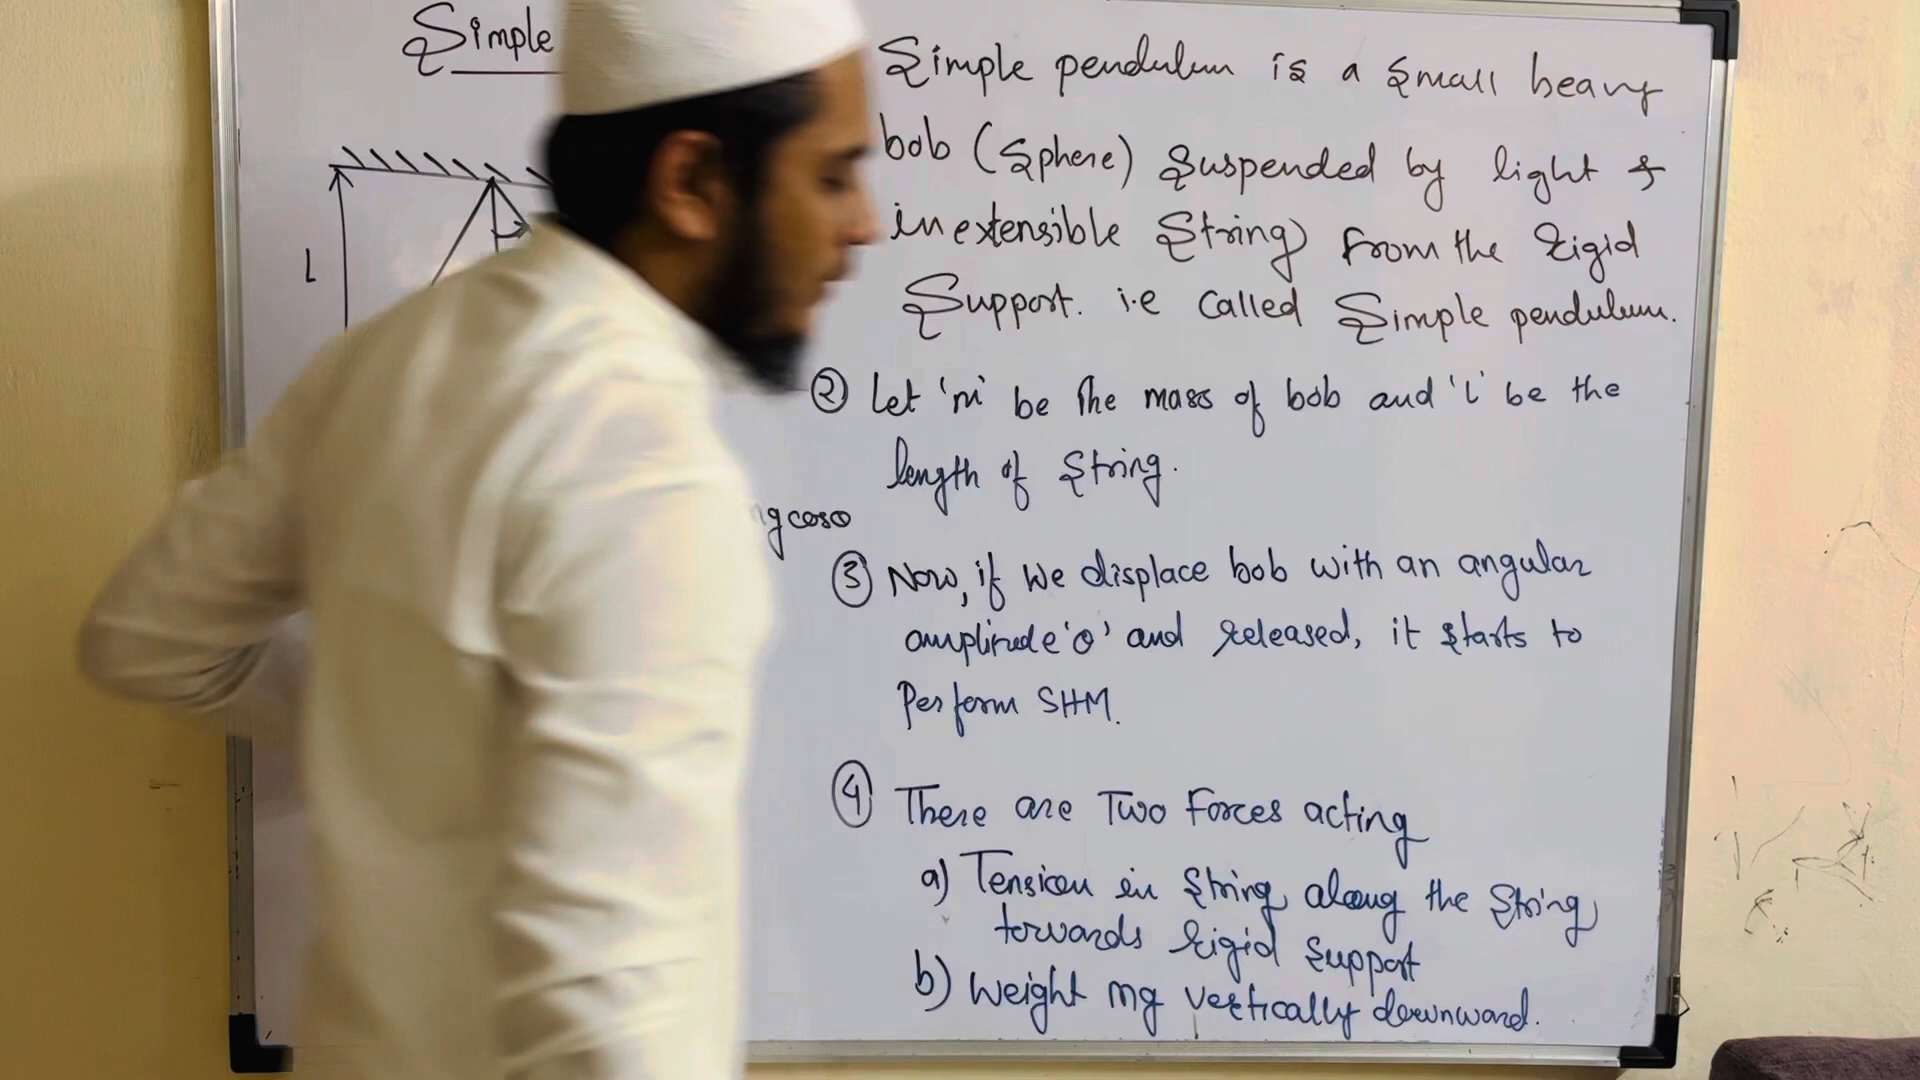 Simple
L
Simple pendulum is a small heavy
bob (Sphere) suspended by light &
inextensible String from the rigid
Support. i.e called Simple pendulum.
② Let 'm' be the mass of bob and 'L' be the
length of String.
mg cosθ
③ Now, if we displace bob with an angular
amplitude 'θ' and released, it starts to
Perform SHM.
④ There are Two Forces acting
a) Tension in String along the String
towards rigid support
b) Weight mg vertically downward.